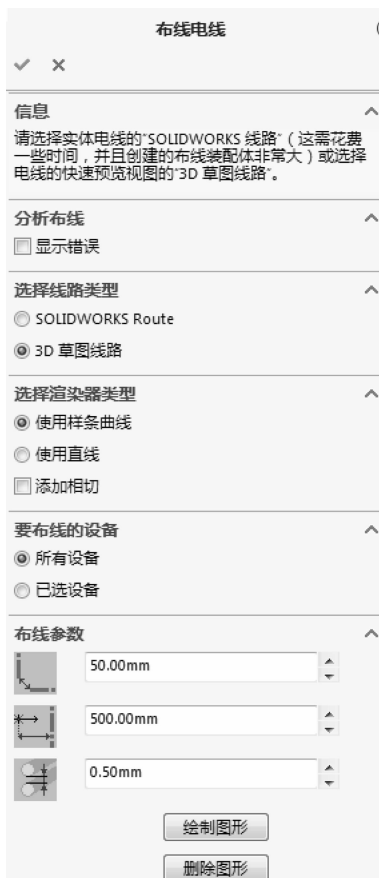 布线电线
信息
请选择实体电线的“SOLIDWORKS 线路”（这需花费
一些时间，并且创建的布线装配体非常大）或选择
电线的快速预览视图的“3D 草图线路”。
分析布线
显示错误
选择线路类型
SOLIDWORKS Route
3D 草图线路
选择渲染器类型
使用样条曲线
使用直线
添加相切
要布线的设备
所有设备
已选设备
布线参数
50.00mm
500.00mm
0.50mm
绘制图形
删除图形